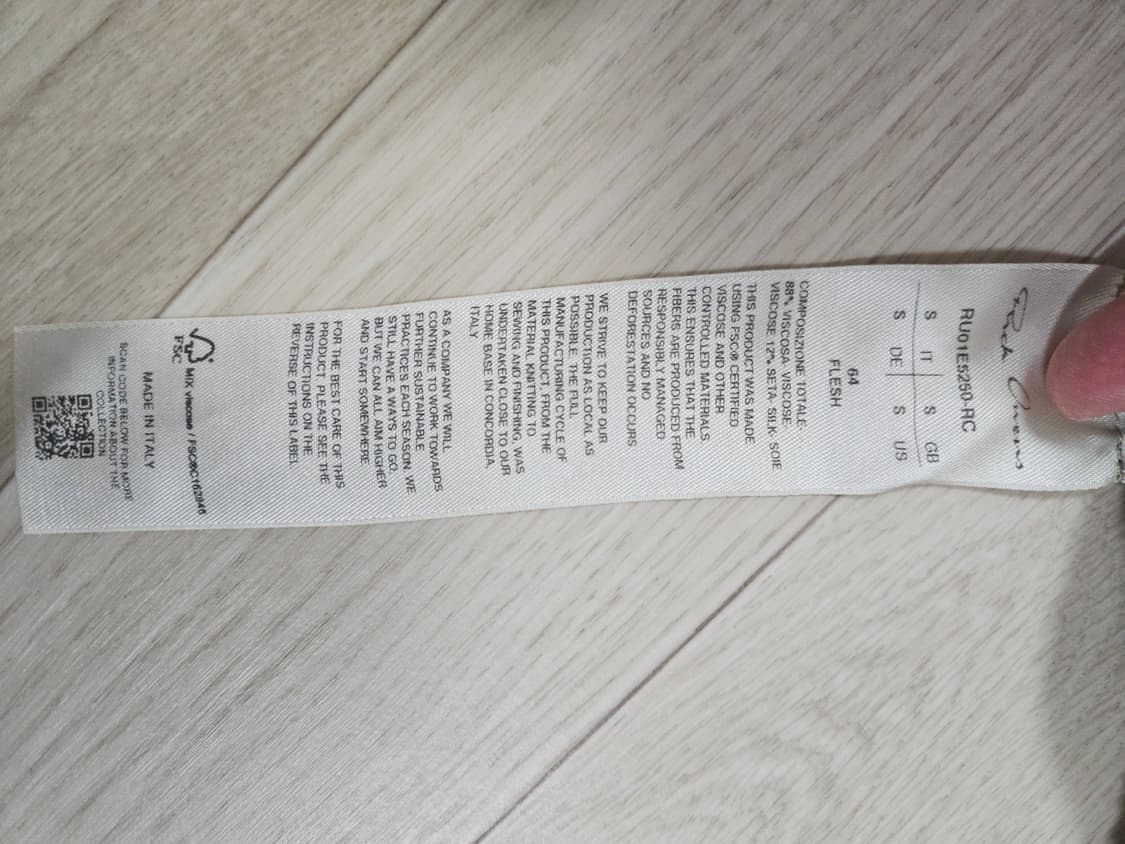 Rick Owens
RU01E5250-RC
S IT S GB
S DE S US
64
FLESH
COMPOSIZIONE TOTALE:
88% VISCOSA- VISCOSE-
VISCOSE 12% SETA- SILK- SOIE
THIS PRODUCT WAS MADE
USING FSC® CERTIFIED
VISCOSE AND OTHER
CONTROLLED MATERIALS
THIS ENSURES THAT THE
FIBERS ARE PRODUCED FROM
RESPONSIBLY MANAGED
SOURCES AND NO
DEFORESTATION OCCURS
WE STRIVE TO KEEP OUR
PRODUCTION AS LOCAL AS
POSSIBLE. THE FULL
MANUFACTURING CYCLE OF
THIS PRODUCT, FROM THE
MATERIAL KNITTING TO
SEWING AND FINISHING, WAS
UNDERTAKEN CLOSE TO OUR
HOME BASE IN CONCORDIA,
ITALY
AS A COMPANY WE WILL
CONTINUE TO WORK TOWARDS
FURTHER SUSTAINABLE
PRACTICES EACH SEASON. WE
STILL HAVE A WAYS TO GO,
BUT WE CAN ALL AIM HIGHER
AND START SOMEWHERE.
FOR THE BEST CARE OF THIS
PRODUCT PLEASE SEE THE
INSTRUCTIONS ON THE
REVERSE OF THIS LABEL
FSC MIX viscose / FSC®C162846
MADE IN ITALY
SCAN CODE BELOW FOR MORE
INFORMATION ABOUT THE
COLLECTION